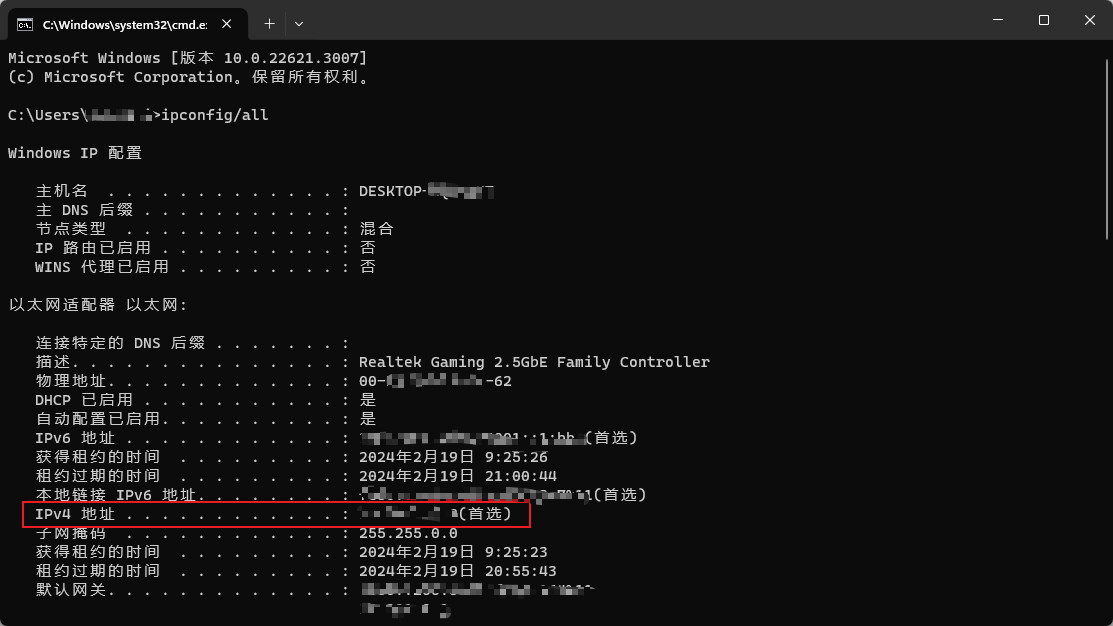 C:\Windows\system32\cmd.e
Microsoft Windows [版本 10.0.22621.3007]
(c) Microsoft Corporation。保留所有权利。
C:\Users\ >ipconfig/all
Windows IP 配置
主机名 . . . . . . . . . . . . . : DESKTOP-
主 DNS 后缀 . . . . . . . . . . . :
节点类型 . . . . . . . . . . . . : 混合
IP 路由已启用 . . . . . . . . . . : 否
WINS 代理已启用 . . . . . . . . . : 否
以太网适配器 以太网:
连接特定的 DNS 后缀 . . . . . . . :
描述. . . . . . . . . . . . . . . : Realtek Gaming 2.5GbE Family Controller
物理地址. . . . . . . . . . . . . : 00- -62
DHCP 已启用 . . . . . . . . . . . : 是
自动配置已启用. . . . . . . . . . : 是
IPv6 地址 . . . . . . . . . . . . : (首选)
获得租约的时间 . . . . . . . . . : 2024年2月19日 9:25:26
租约过期的时间 . . . . . . . . . : 2024年2月19日 21:00:44
本地链接 IPv6 地址. . . . . . . . : (首选)
IPv4 地址 . . . . . . . . . . . . : (首选)
子网掩码 . . . . . . . . . . . . : 255.255.0.0
获得租约的时间 . . . . . . . . . : 2024年2月19日 9:25:23
租约过期的时间 . . . . . . . . . : 2024年2月19日 20:55:43
默认网关. . . . . . . . . . . . . :